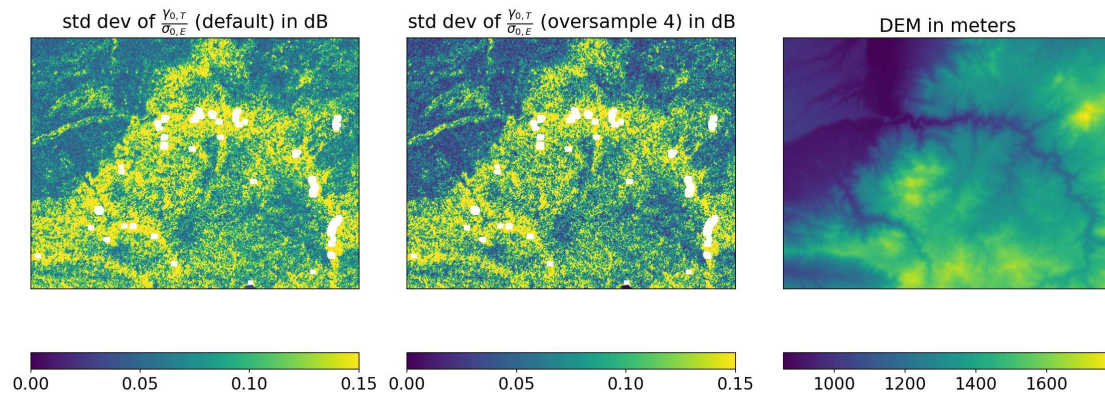 std dev of γ0,T/σ0,E (default) in dB
std dev of γ0,T/σ0,E (oversample 4) in dB
DEM in meters
0.00 0.05 0.10 0.15
0.00 0.05 0.10 0.15
1000 1200 1400 1600